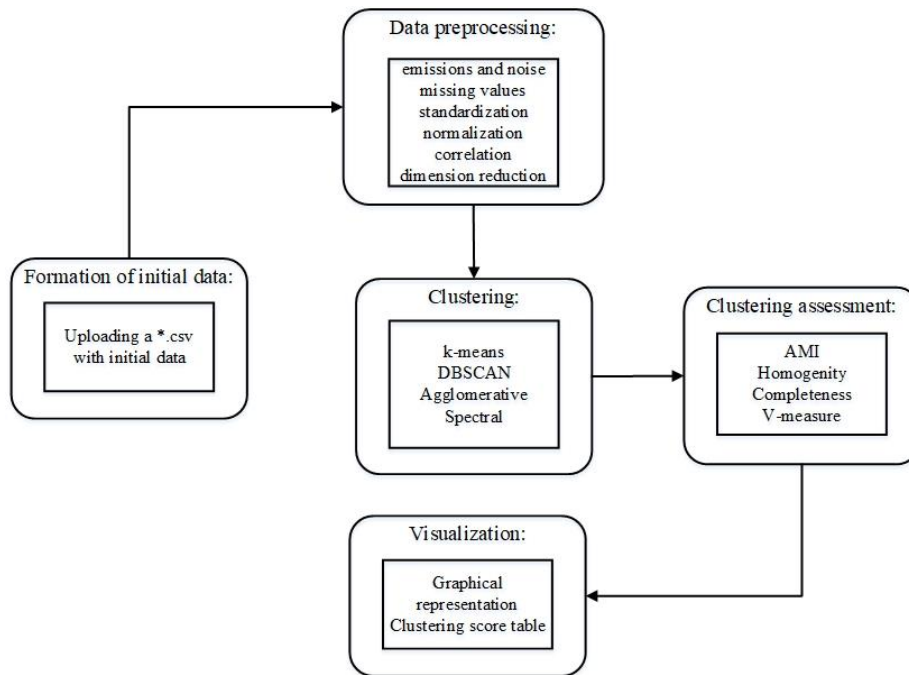 Data preprocessing:
emissions and noise
missing values
standardization
normalization
correlation
dimension reduction
Formation of initial data:
Uploading a *.csv
with initial data
Clustering:
k-means
DBSCAN
Agglomerative
Spectral
Clustering assessment:
AMI
Homogenity
Completeness
V-measure
Visualization:
Graphical
representation
Clustering score table